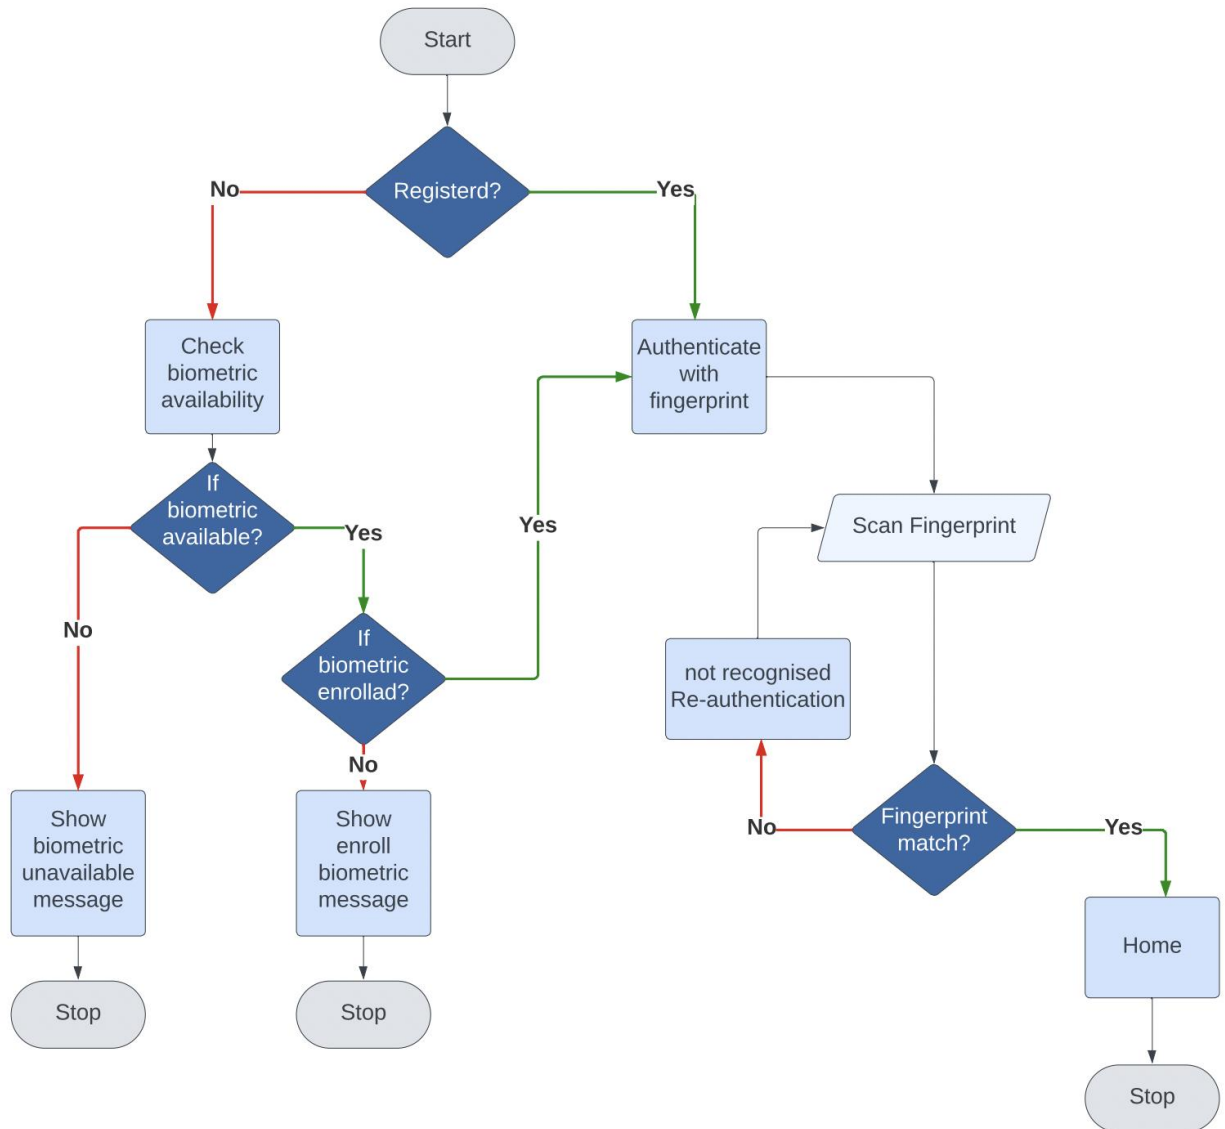 Start
Registerd?
No
Yes
Check
biometric
availability
Authenticate
with
fingerprint
If
biometric
available?
Yes
No
If
biometric
enrollad?
Yes
No
Scan Fingerprint
not recognised
Re-authentication
Fingerprint
match?
No
Yes
Show
biometric
unavailable
message
Show
enroll
biometric
message
Home
Stop
Stop
Stop